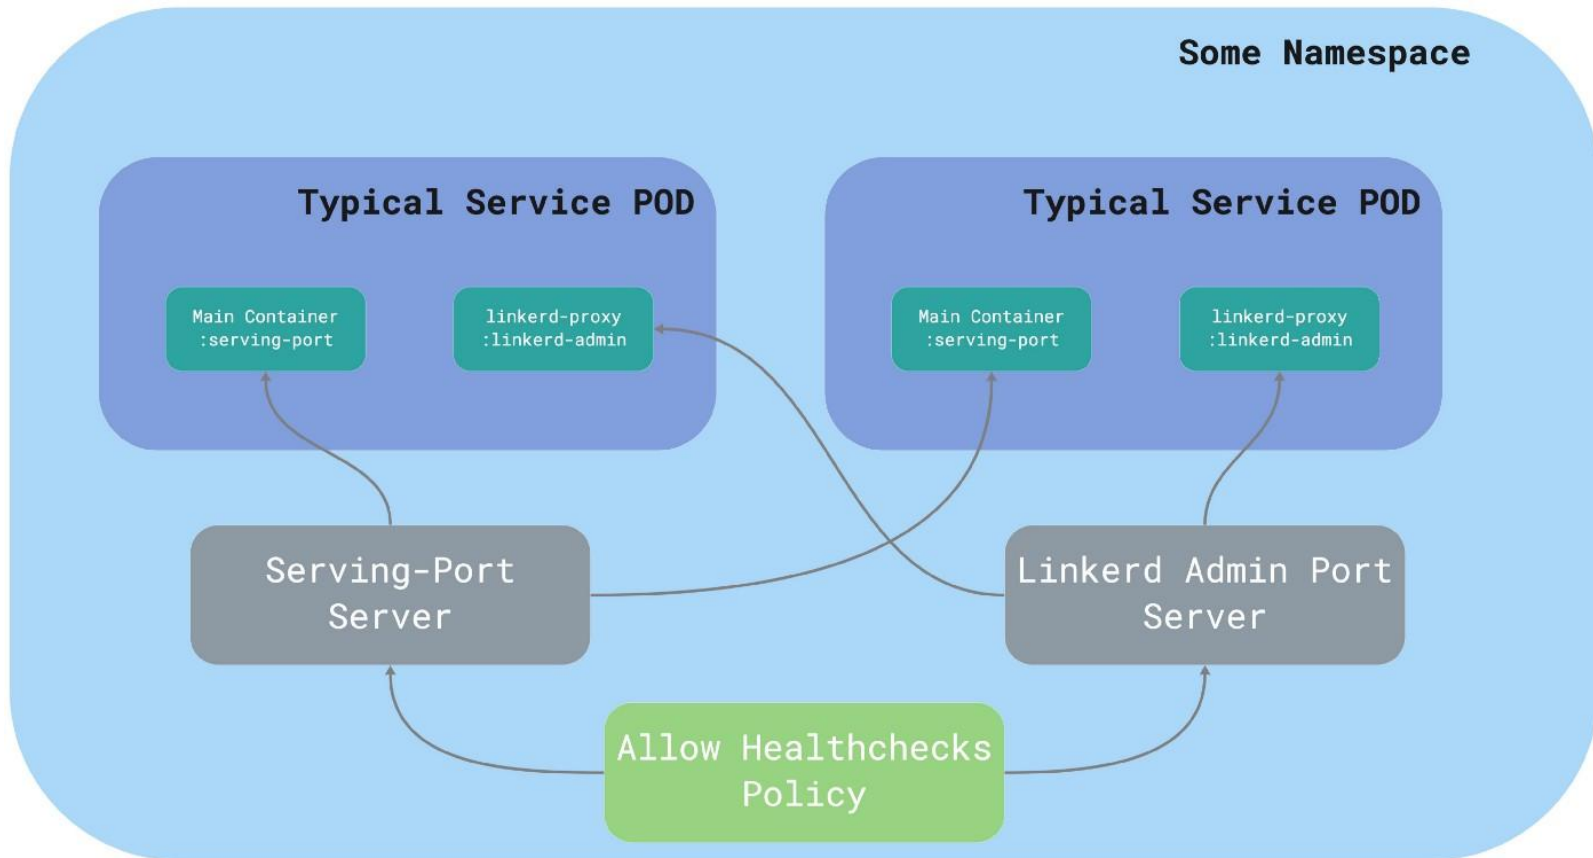 Some Namespace
Typical Service POD
Typical Service POD
Main Container
:serving-port
linkerd-proxy
:linkerd-admin
Main Container
:serving-port
linkerd-proxy
:linkerd-admin
Serving-Port
Server
Linkerd Admin Port
Server
Allow Healthchecks
Policy